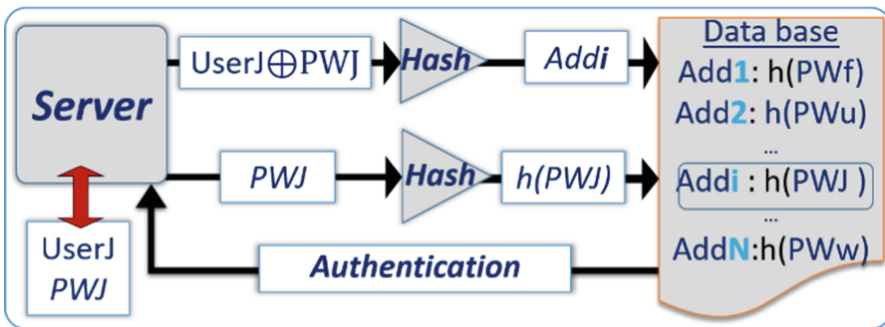 Server
UserJ⊕PWJ
Hash
Addi
PWJ
Hash
h(PWJ)
UserJ
PWJ
Authentication
Data base
Add1: h(PWf)
Add2: h(PWu)
...
Addi : h(PWJ )
...
AddN:h(PWw)